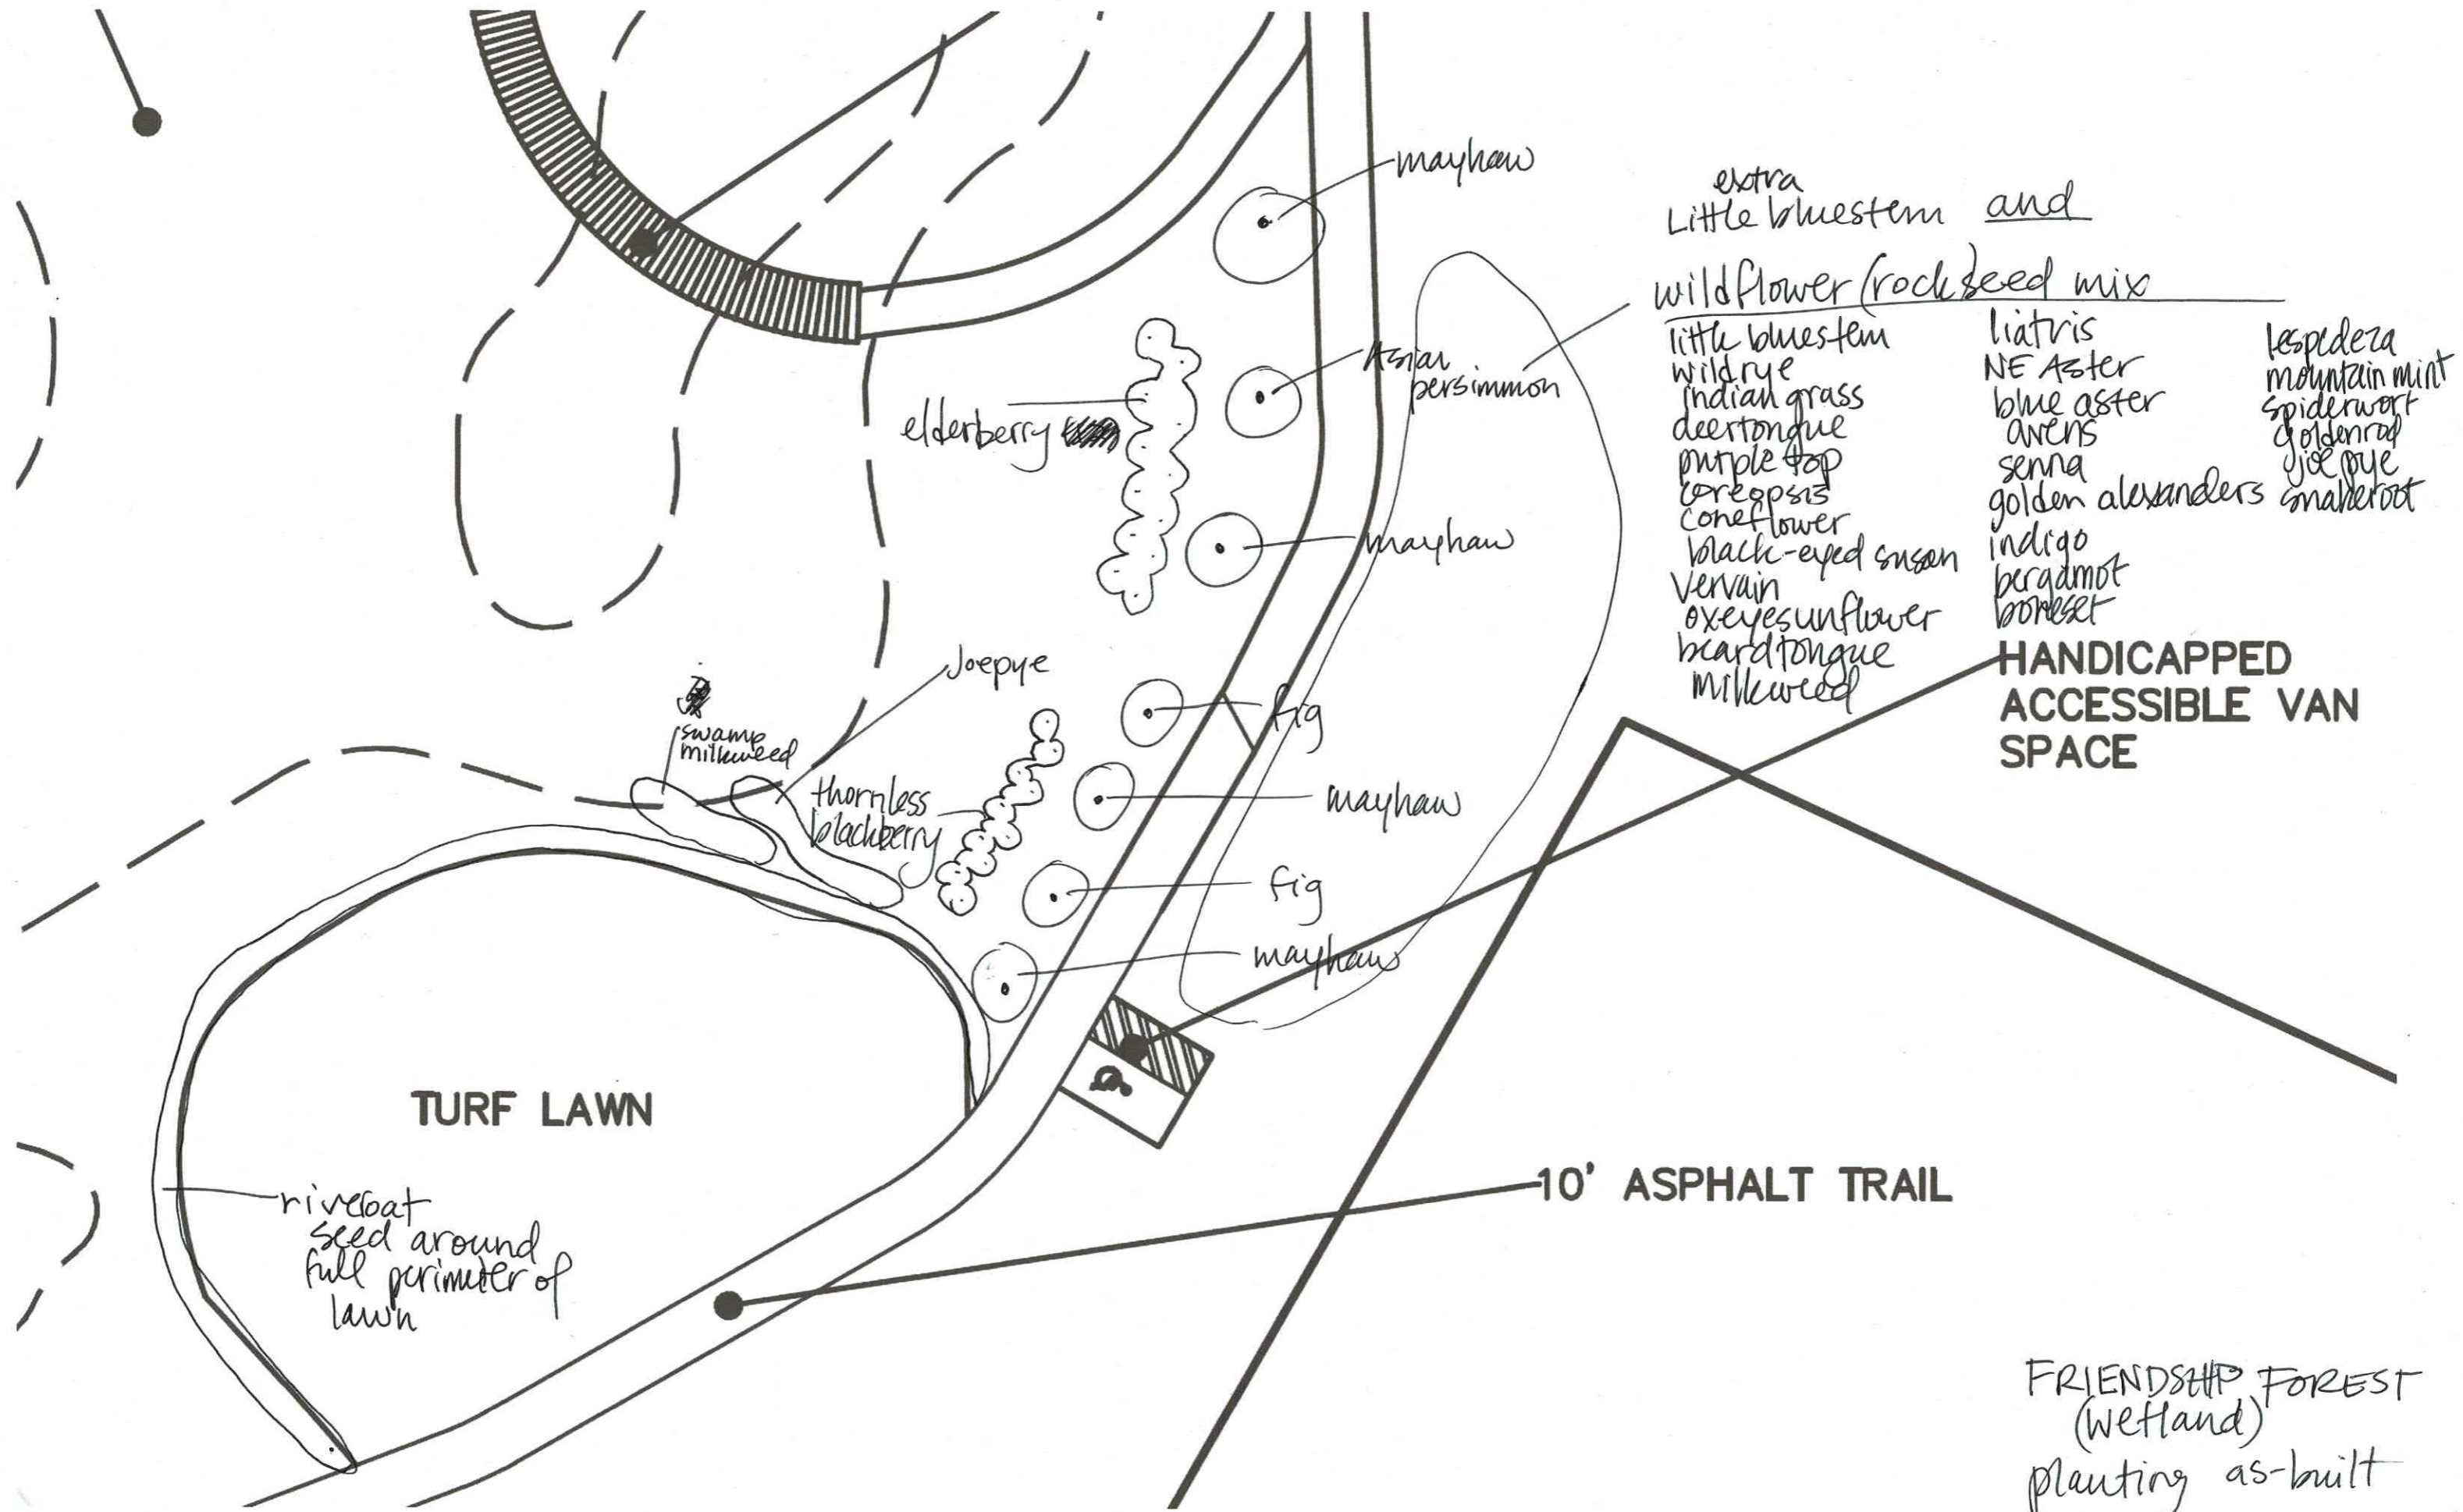 mayhaw
extra
Little bluestem and
wildflower (rock) seed mix
little bluestem
wildrye
indian grass
deertongue
purple top
coreopsis
coneflower
black-eyed susan
vervain
oxeyesunflower
beardtongue
milkweed
liatris
NE Aster
blue aster
avens
senna
golden alexanders
indigo
bergamot
boneset
lespedeza
mountain mint
spiderwort
goldenrod
joe pye
snakeroot
Asian
persimmon
elderberry
mayhaw
HANDICAPPED
ACCESSIBLE VAN
SPACE
Joepye
swamp
milkweed
fig
thornless
blackberry
mayhaw
fig
mayhaw
TURF LAWN
10' ASPHALT TRAIL
riveroat
seed around
full perimeter of
lawn
FRIENDSHIP FOREST
(wetland)
planting as-built